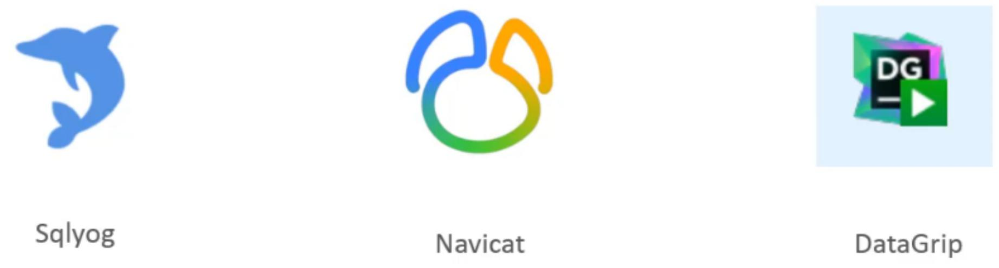 DG
Sqlyog
Navicat
DataGrip